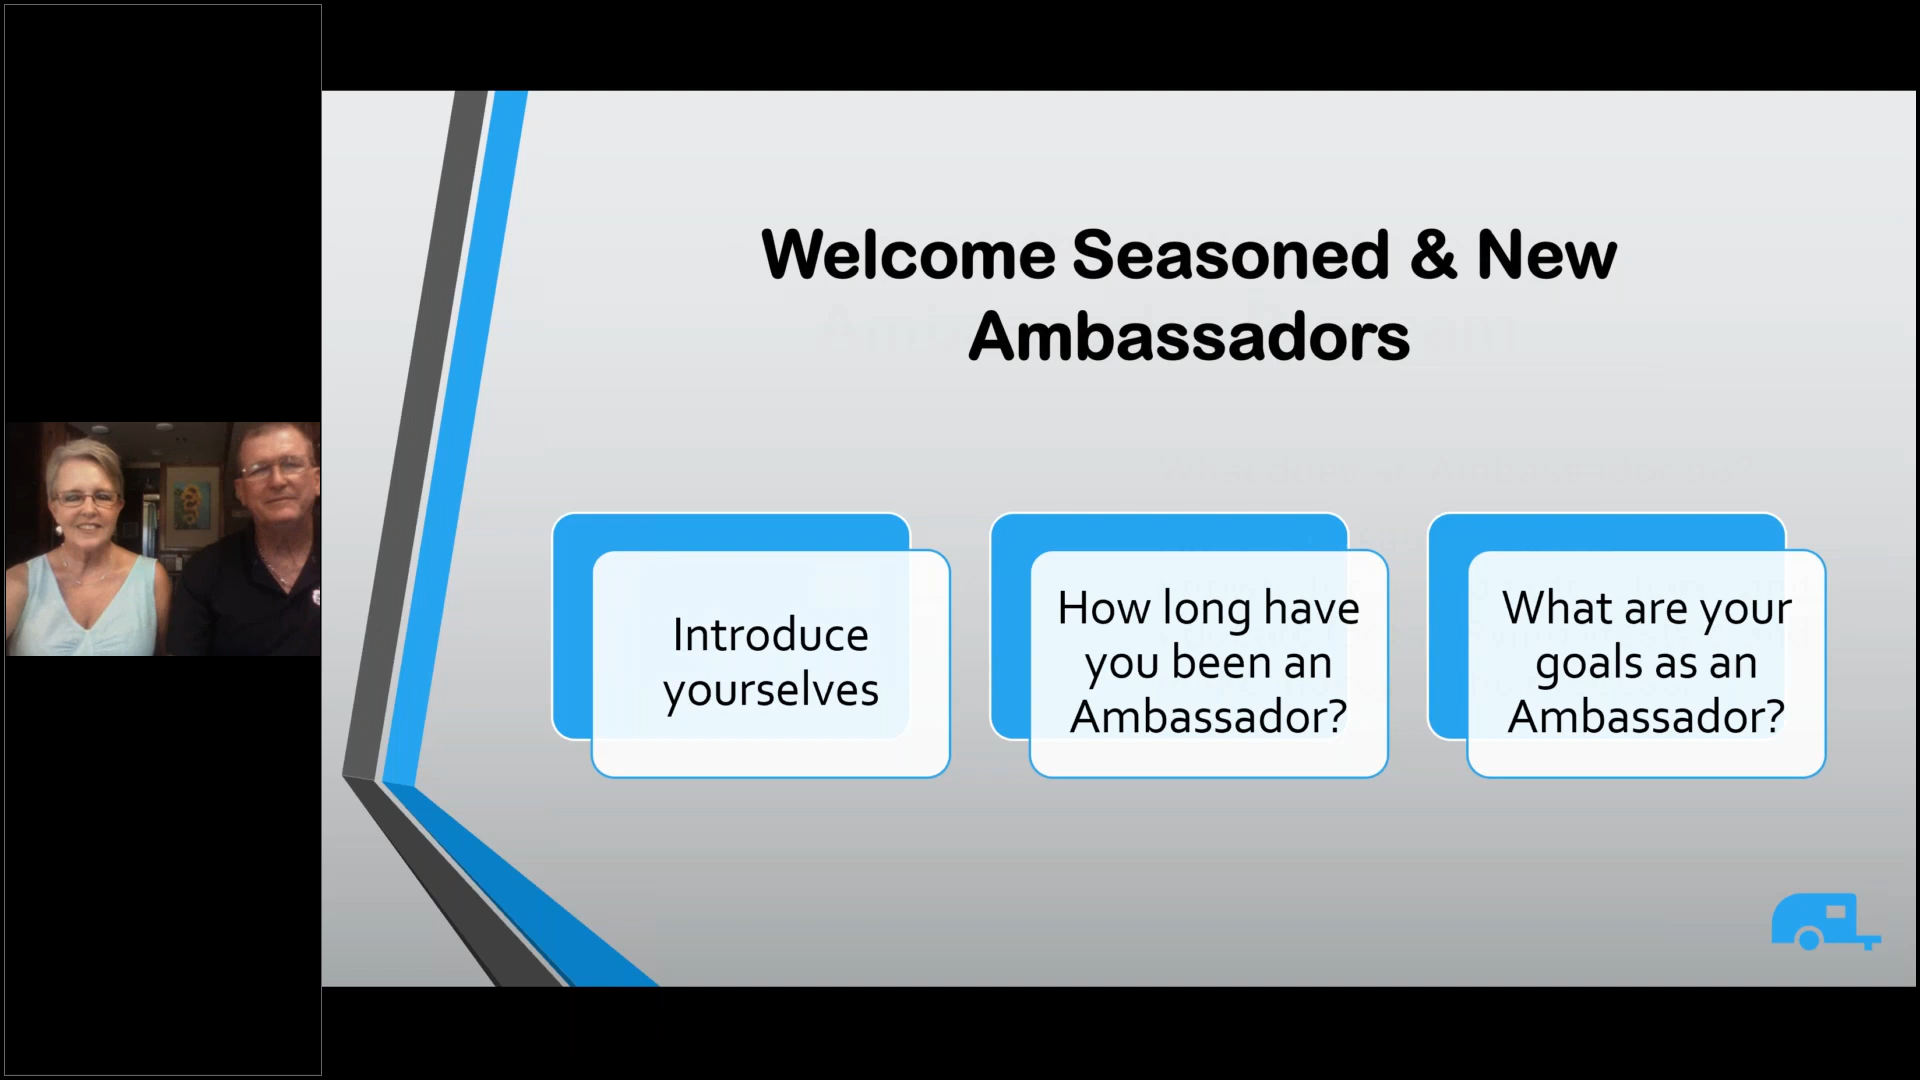 Welcome Seasoned & New
Ambassadors
Introduce
yourselves
How long have
you been an
Ambassador?
What are your
goals as an
Ambassador?